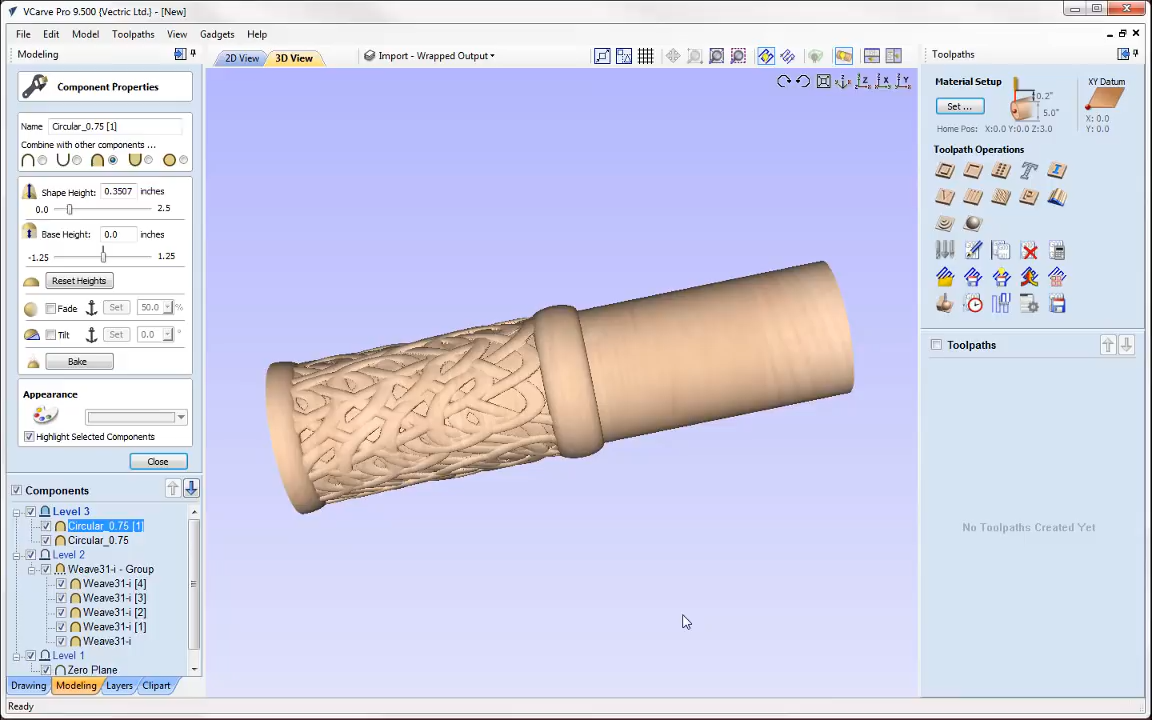 VCarve Pro 9.500 {Vectric Ltd.} - [New]
File Edit Model Toolpaths View Gadgets Help
Modeling
2D View 3D View Import - Wrapped Output
Toolpaths
Component Properties
Name Circular_0.75 [1]
Combine with other components ...
Shape Height: 0.3507 inches
0.0 2.5
Base Height: 0.0 inches
-1.25 1.25
Reset Heights
Fade Set 50.0 %
Tilt Set 0.0 °
Bake
Appearance
Highlight Selected Components
Close
Components
Level 3
Circular_0.75 [1]
Circular_0.75
Level 2
Weave31-i - Group
Weave31-i [4]
Weave31-i [3]
Weave31-i [2]
Weave31-i [1]
Weave31-i
Level 1
Zero Plane
Drawing Modeling Layers Clipart
Ready
Z X Y
Material Setup
Set ...
0.2"
5.0"
XY Datum
X: 0.0
Y: 0.0
Home Pos: X:0.0 Y:0.0 Z:3.0
Toolpath Operations
Toolpaths
No Toolpaths Created Yet